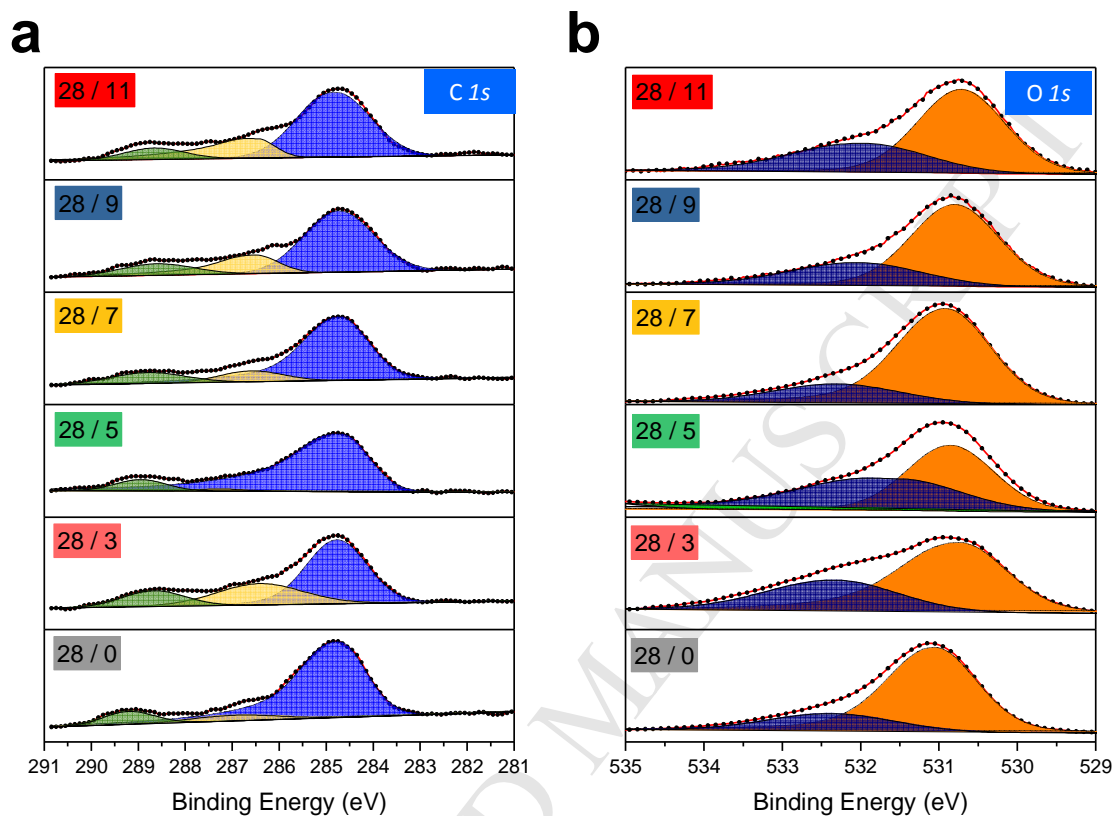 a
b
28 / 11
C 1s
28 / 9
28 / 7
28 / 5
28 / 3
28 / 0
291 290 289 288 287 286 285 284 283 282 281
Binding Energy (eV)
28 / 11
O 1s
28 / 9
28 / 7
28 / 5
28 / 3
28 / 0
535 534 533 532 531 530 529
Binding Energy (eV)
D MANUSCRIPT